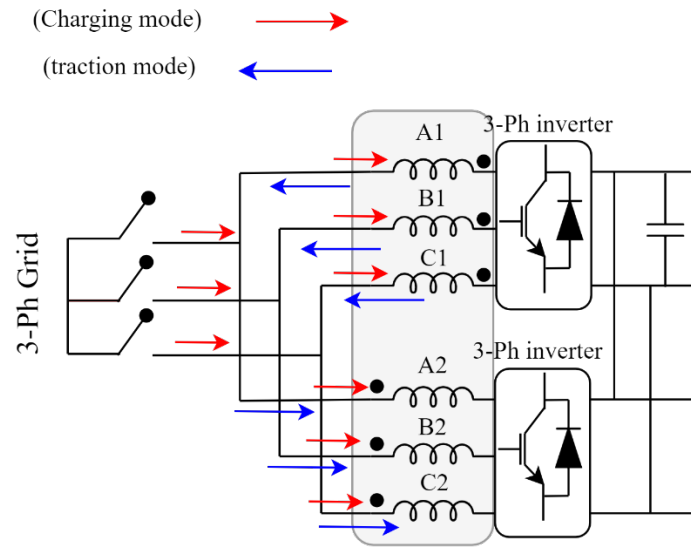 (Charging mode)
(traction mode)
3-Ph Grid
A1
3-Ph inverter
B1
C1
3-Ph inverter
A2
B2
C2